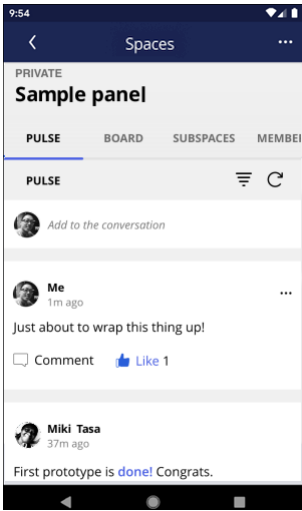 9:54
Spaces
PRIVATE
Sample panel
PULSE BOARD SUBSPACES MEMBE
PULSE
Add to the conversation
Me
1m ago
Just about to wrap this thing up!
Comment Like 1
Miki Tasa
37m ago
First prototype is done! Congrats.